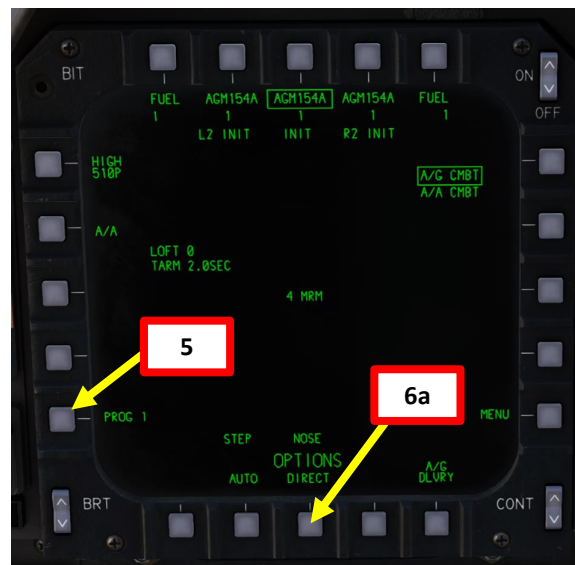 BIT
ON
OFF
FUEL AGM154A AGM154A AGM154A FUEL
1 1 1 1 1
L2 INIT INIT R2 INIT
HIGH
510P
A/G CMBT
A/A CMBT
A/A
LOFT 0
TARM 2.0SEC
4 MRM
5
6a
PROG 1
MENU
STEP NOSE
OPTIONS
AUTO DIRECT
A/G
DLVRY
BRT
CONT